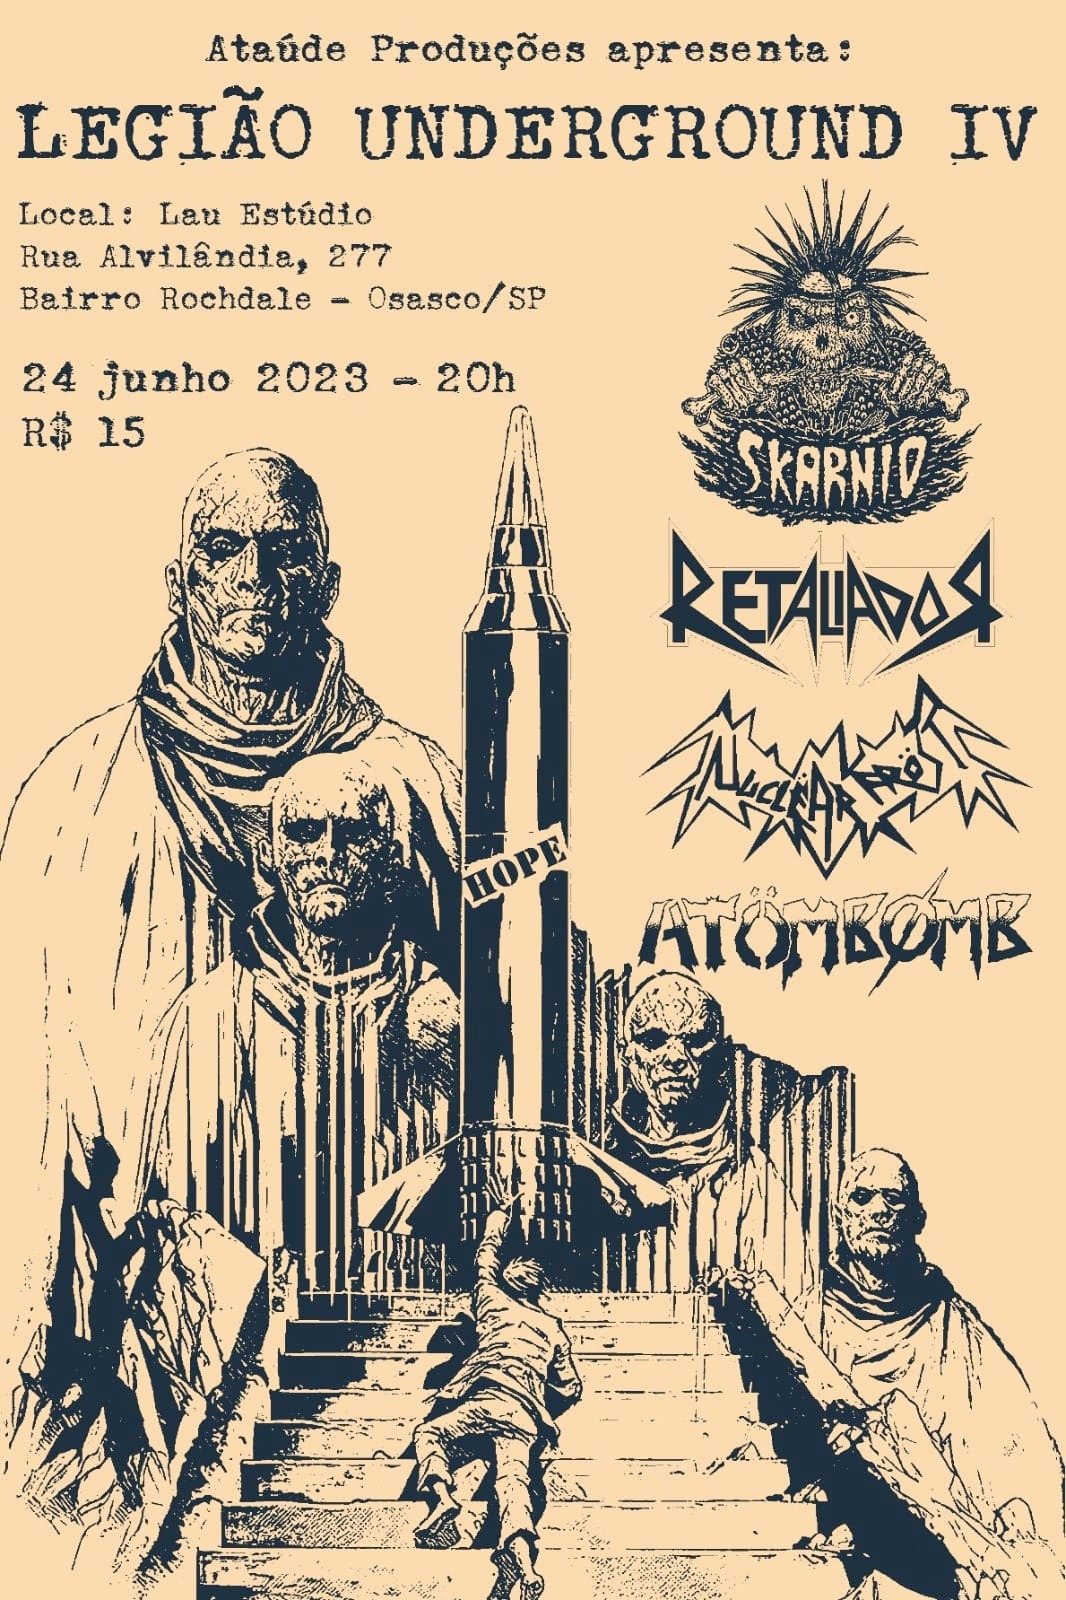 Ataúde Produções apresenta:
LEGIÃO UNDERGROUND IV
Local: Lau Estúdio
Rua Alvilândia, 277
Bairro Rochdale - Osasco/SP
24 junho 2023 - 20h
R$ 15
SKARNIO
RETALIADOR
NUCLËAR FRÖST
ATÖMBØMB
HOPE